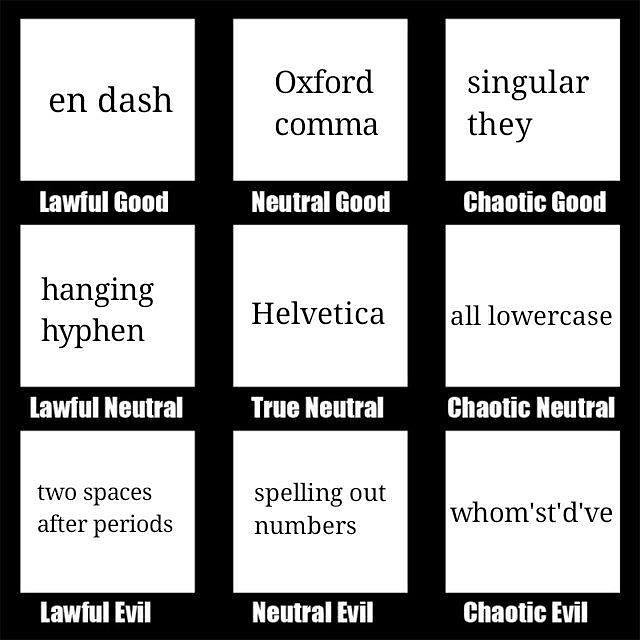 en dash
Oxford
comma
singular
they
Lawful Good
Neutral Good
Chaotic Good
hanging
hyphen
Helvetica
all lowercase
Lawful Neutral
True Neutral
Chaotic Neutral
two spaces
after periods
spelling out
numbers
whom'st'd've
Lawful Evil
Neutral Evil
Chaotic Evil